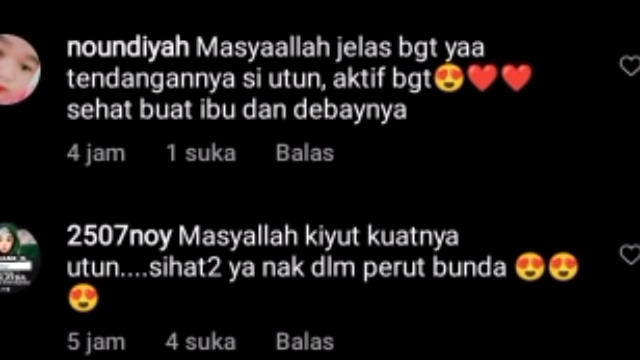 noundiyah Masyaallah jelas bgt yaa
tendangannya si utun, aktif bgt😍❤️❤️
sehat buat ibu dan debaynya
4 jam 1 suka Balas
2507noy Masyallah kiyut kuatnya
utun....sihat2 ya nak dlm perut bunda 😍😍
😍
5 jam 4 suka Balas